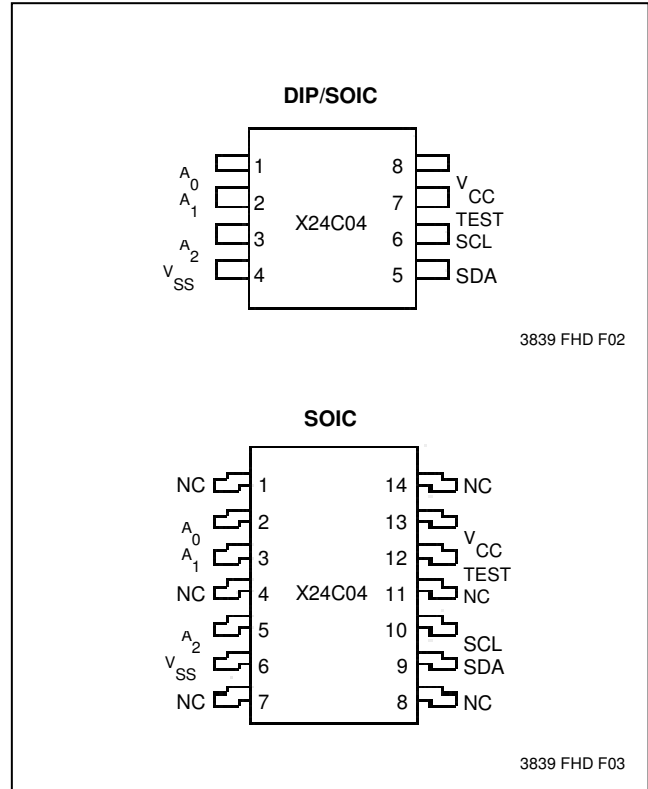 DIP/SOIC
A0 1 8 VCC
A1 2 7 TEST
X24C04
A2 3 6 SCL
VSS 4 5 SDA
3839 FHD F02
SOIC
NC 1 14 NC
A0 2 13 VCC
A1 3 12 TEST
NC 4 X24C04 11 NC
A2 5 10 SCL
VSS 6 9 SDA
NC 7 8 NC
3839 FHD F03